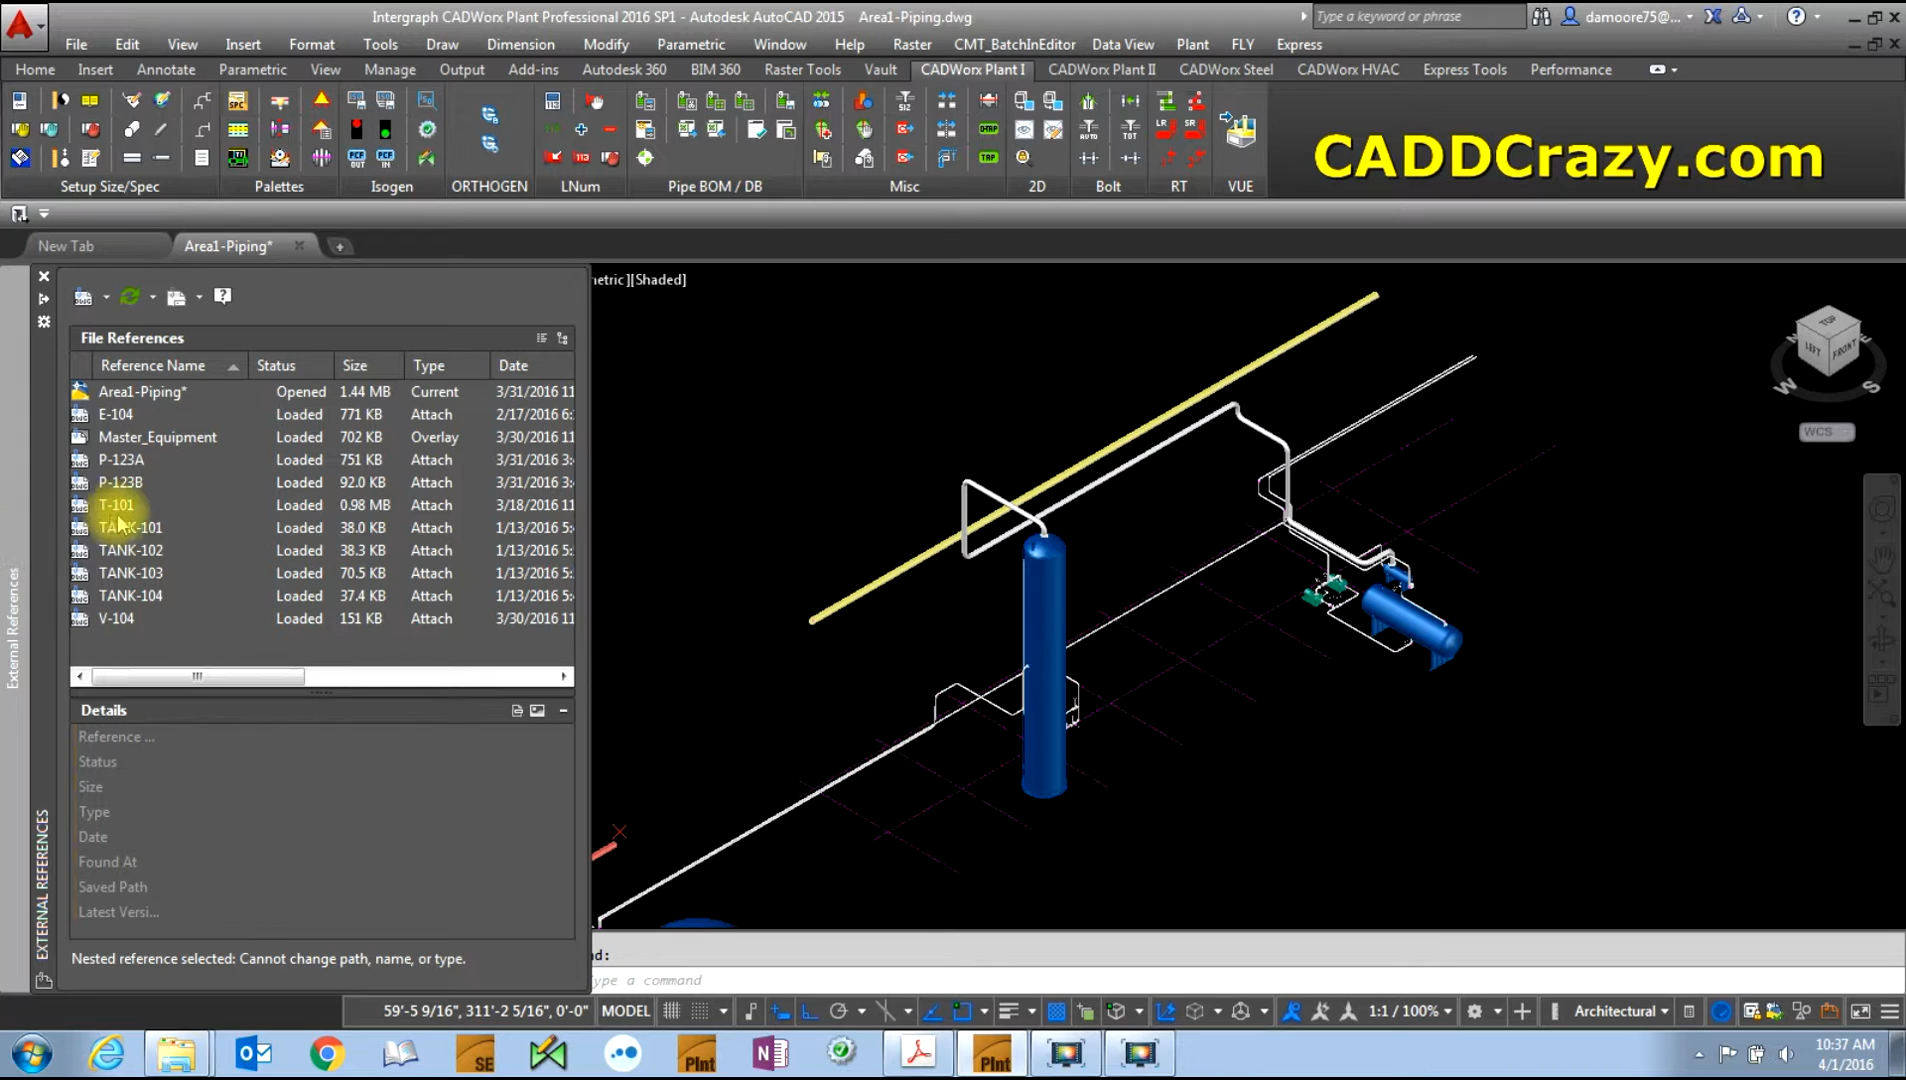 Intergraph CADWorx Plant Professional 2016 SP1 - Autodesk AutoCAD 2015 Area1-Piping.dwg
Type a keyword or phrase
damoore75@...
File Edit View Insert Format Tools Draw Dimension Modify Parametric Window Help Raster CMT_BatchInEditor Data View Plant FLY Express
Home Insert Annotate Parametric View Manage Output Add-ins Autodesk 360 BIM 360 Raster Tools Vault CADWorx Plant I CADWorx Plant II CADWorx Steel CADWorx HVAC Express Tools Performance
CADDCrazy.com
Setup Size/Spec Palettes Isogen ORTHOGEN LNum Pipe BOM / DB Misc 2D Bolt RT VUE
New Tab Area1-Piping*
metric][Shaded]
File References
Reference Name Status Size Type Date
Area1-Piping* Opened 1.44 MB Current 3/31/2016 11
E-104 Loaded 771 KB Attach 2/17/2016 6:
Master_Equipment Loaded 702 KB Overlay 3/30/2016 11
P-123A Loaded 751 KB Attach 3/31/2016 3:
P-123B Loaded 92.0 KB Attach 3/31/2016 3:
T-101 Loaded 0.98 MB Attach 3/18/2016 11
TANK-101 Loaded 38.0 KB Attach 1/13/2016 5:
TANK-102 Loaded 38.3 KB Attach 1/13/2016 5:
TANK-103 Loaded 70.5 KB Attach 1/13/2016 5:
TANK-104 Loaded 37.4 KB Attach 1/13/2016 5:
V-104 Loaded 151 KB Attach 3/30/2016 11
TOP
LEFT FRONT
W S
WCS
External References
EXTERNAL REFERENCES
Details
Reference ...
Status
Size
Type
Date
Found At
Saved Path
Latest Versi...
Nested reference selected: Cannot change path, name, or type.
nd:
Type a command
59'-5 9/16", 311'-2 5/16", 0'-0" MODEL 1:1 / 100% Architectural
SE PInt PInt
10:37 AM
4/1/2016